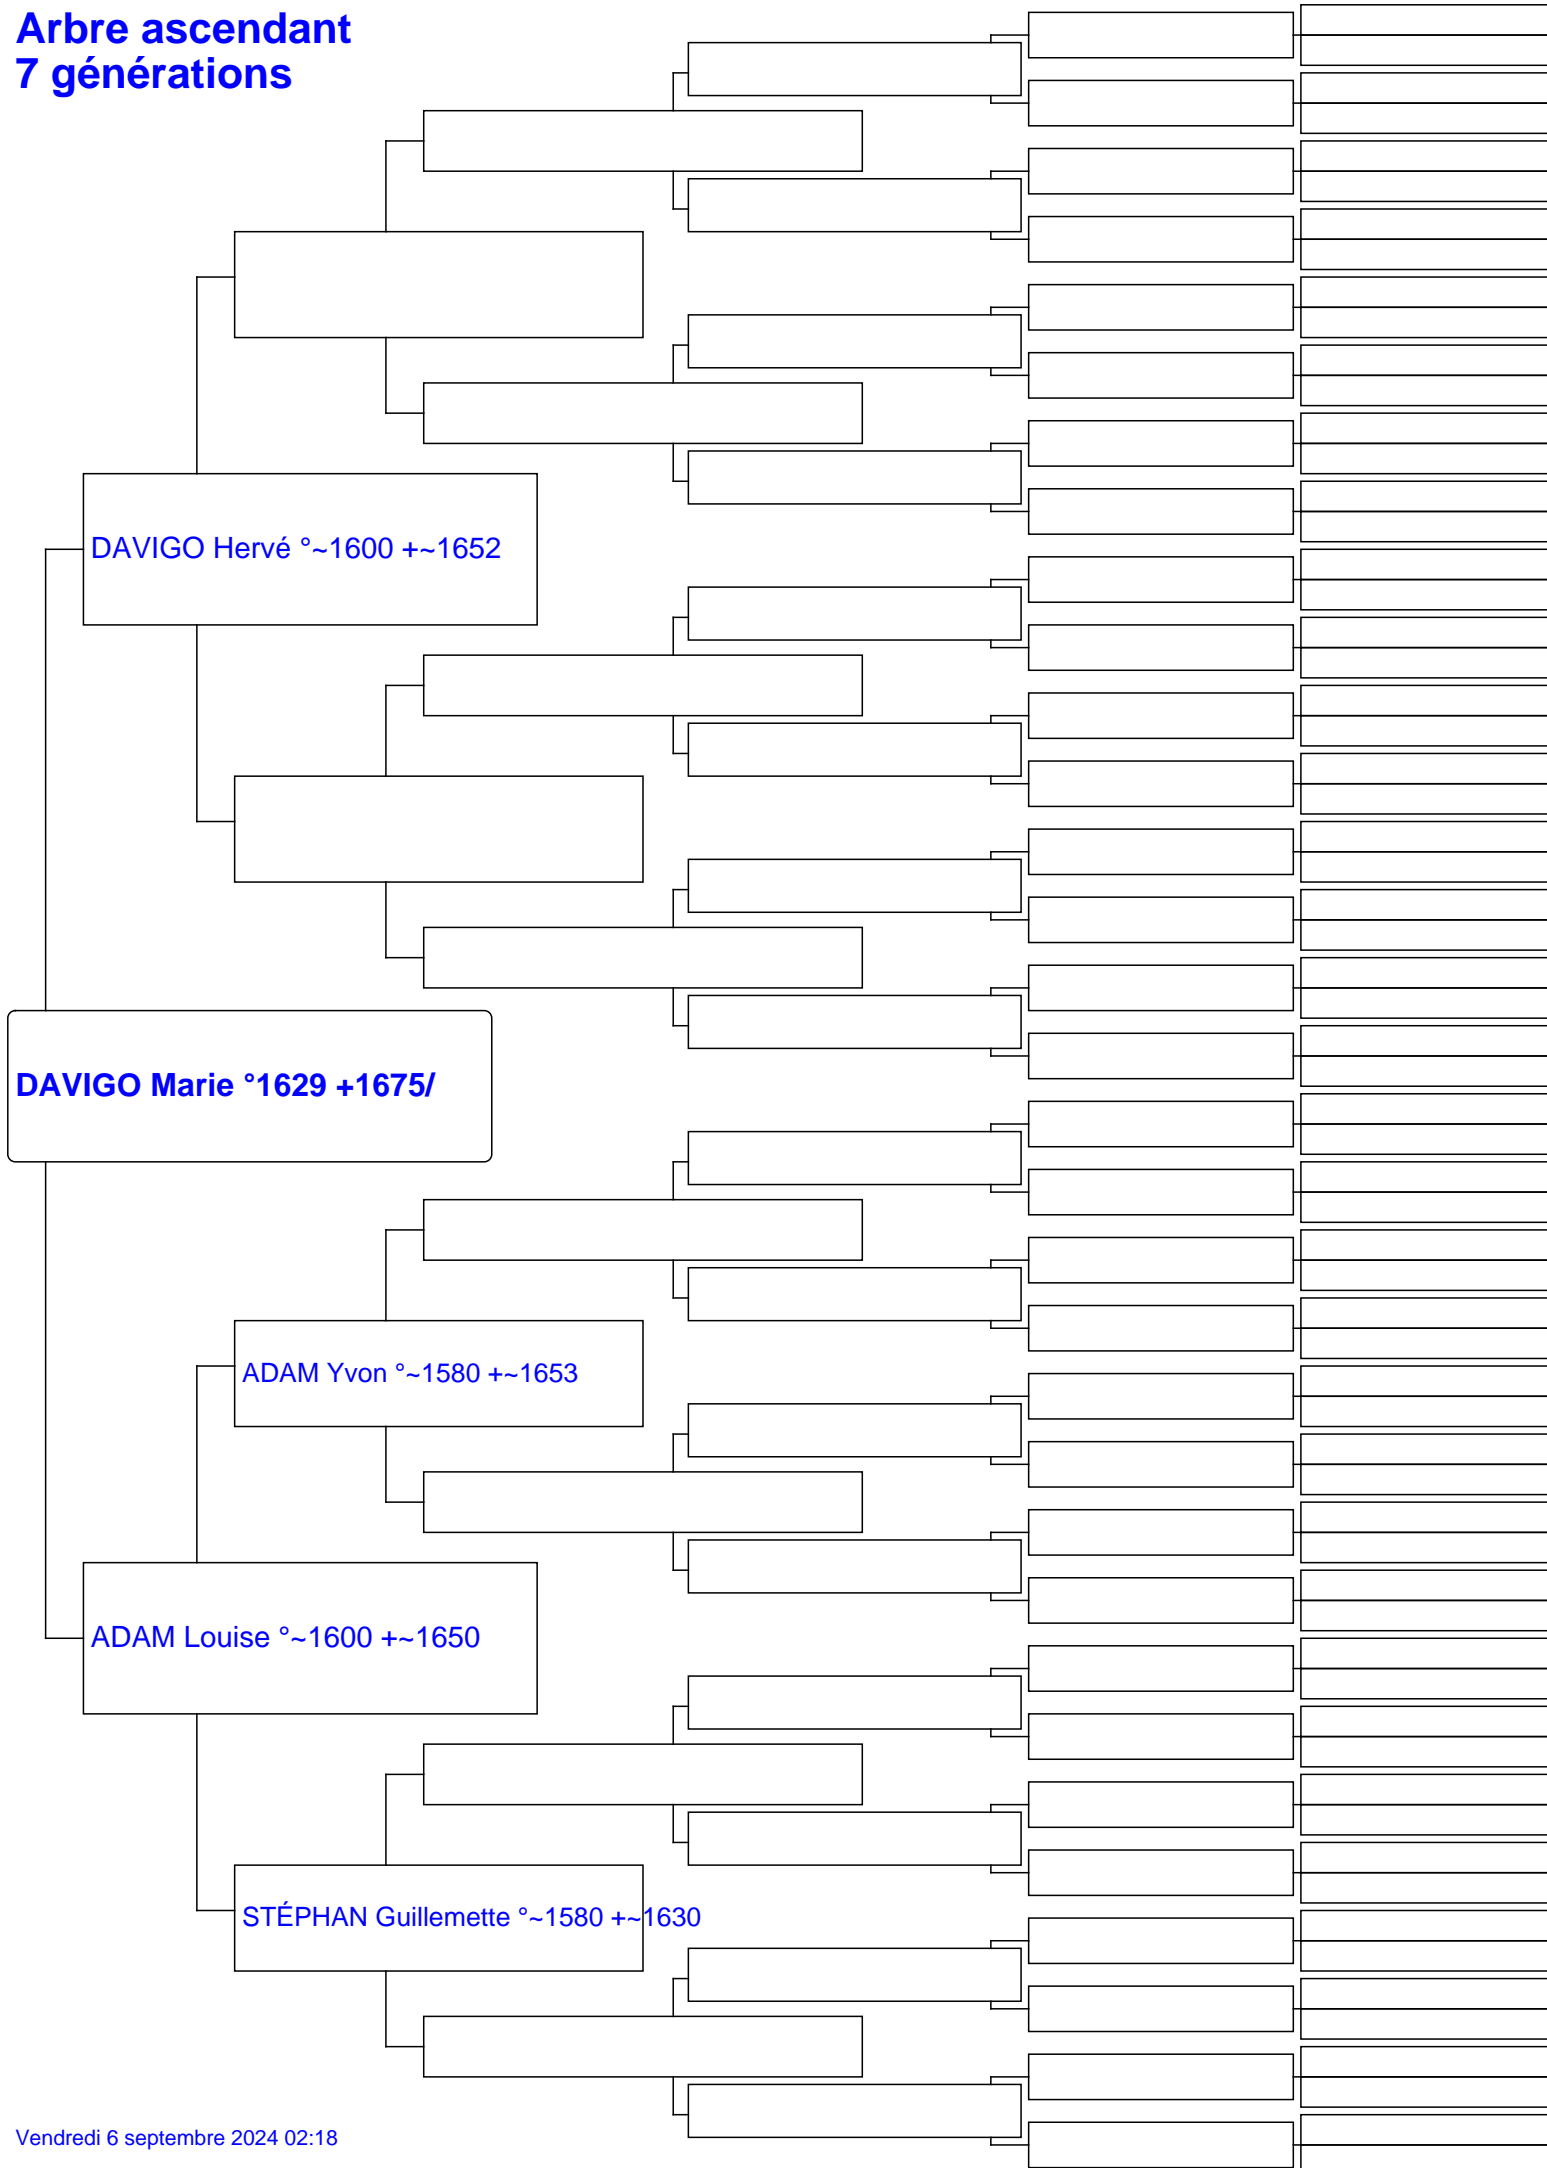 Arbre ascendant
7 générations
DAVIGO Hervé °~1600 +~1652
DAVIGO Marie °1629 +1675/
ADAM Yvon °~1580 +~1653
ADAM Louise °~1600 +~1650
STÉPHAN Guillemette °~1580 +~1630
Vendredi 6 septembre 2024 02:18